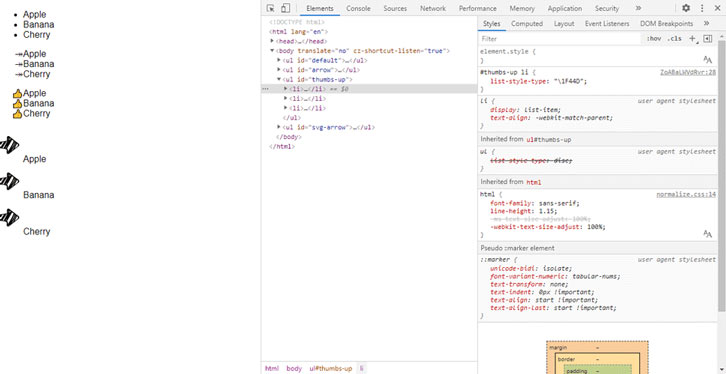 • Apple
• Banana
• Cherry
↠Apple
↠Banana
↠Cherry
👍Apple
👍Banana
👍Cherry
Apple
Banana
Cherry
Elements Console Sources Network Performance Memory Application Security »
<!DOCTYPE html>
<html lang="en">
▶<head>…</head>
▼<body translate="no" cz-shortcut-listen="true">
▶<ul id="default">…</ul>
▶<ul id="arrow">…</ul>
▼<ul id="thumbs-up">
… ▶<li>…</li> == $0
▶<li>…</li>
▶<li>…</li>
</ul>
▶<ul id="svg-arrow">…</ul>
</body>
</html>
html body ul#thumbs-up li
Styles Computed Layout Event Listeners DOM Breakpoints »
Filter :hov .cls +
element.style {
}
#thumbs-up li {
list-style-type: "\1F44D";
}
li { user agent stylesheet
display: list-item;
text-align: -webkit-match-parent;
}
Inherited from ul#thumbs-up
ul { user agent stylesheet
list-style-type: disc;
}
Inherited from html
html { normalize.css:14
font-family: sans-serif;
line-height: 1.15;
-ms-text-size-adjust: 100%;
-webkit-text-size-adjust: 100%;
}
Pseudo ::marker element
::marker { user agent stylesheet
unicode-bidi: isolate;
font-variant-numeric: tabular-nums;
text-transform: none;
text-indent: 0px !important;
text-align: start !important;
text-align-last: start !important;
}
margin –
border –
padding –